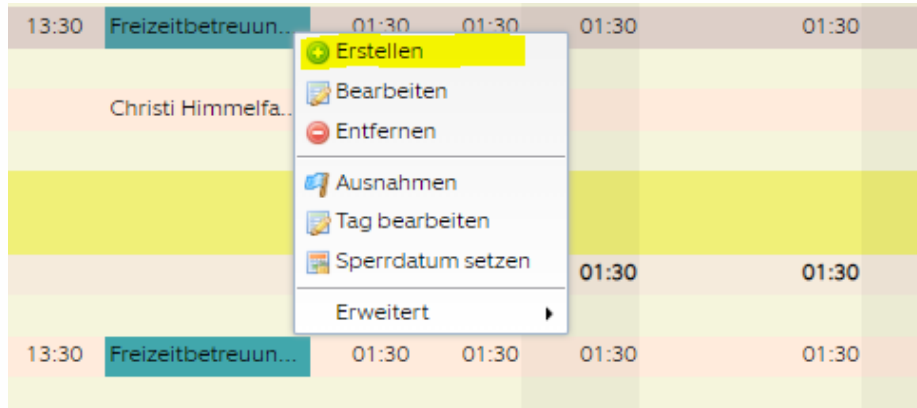 13:30 Freizeitbetreuun... 01:30 01:30 01:30 01:30
Erstellen
Bearbeiten
Christi Himmelfa..
Entfernen
Ausnahmen
Tag bearbeiten
Sperrdatum setzen
01:30 01:30
Erweitert
13:30 Freizeitbetreuun... 01:30 01:30 01:30 01:30